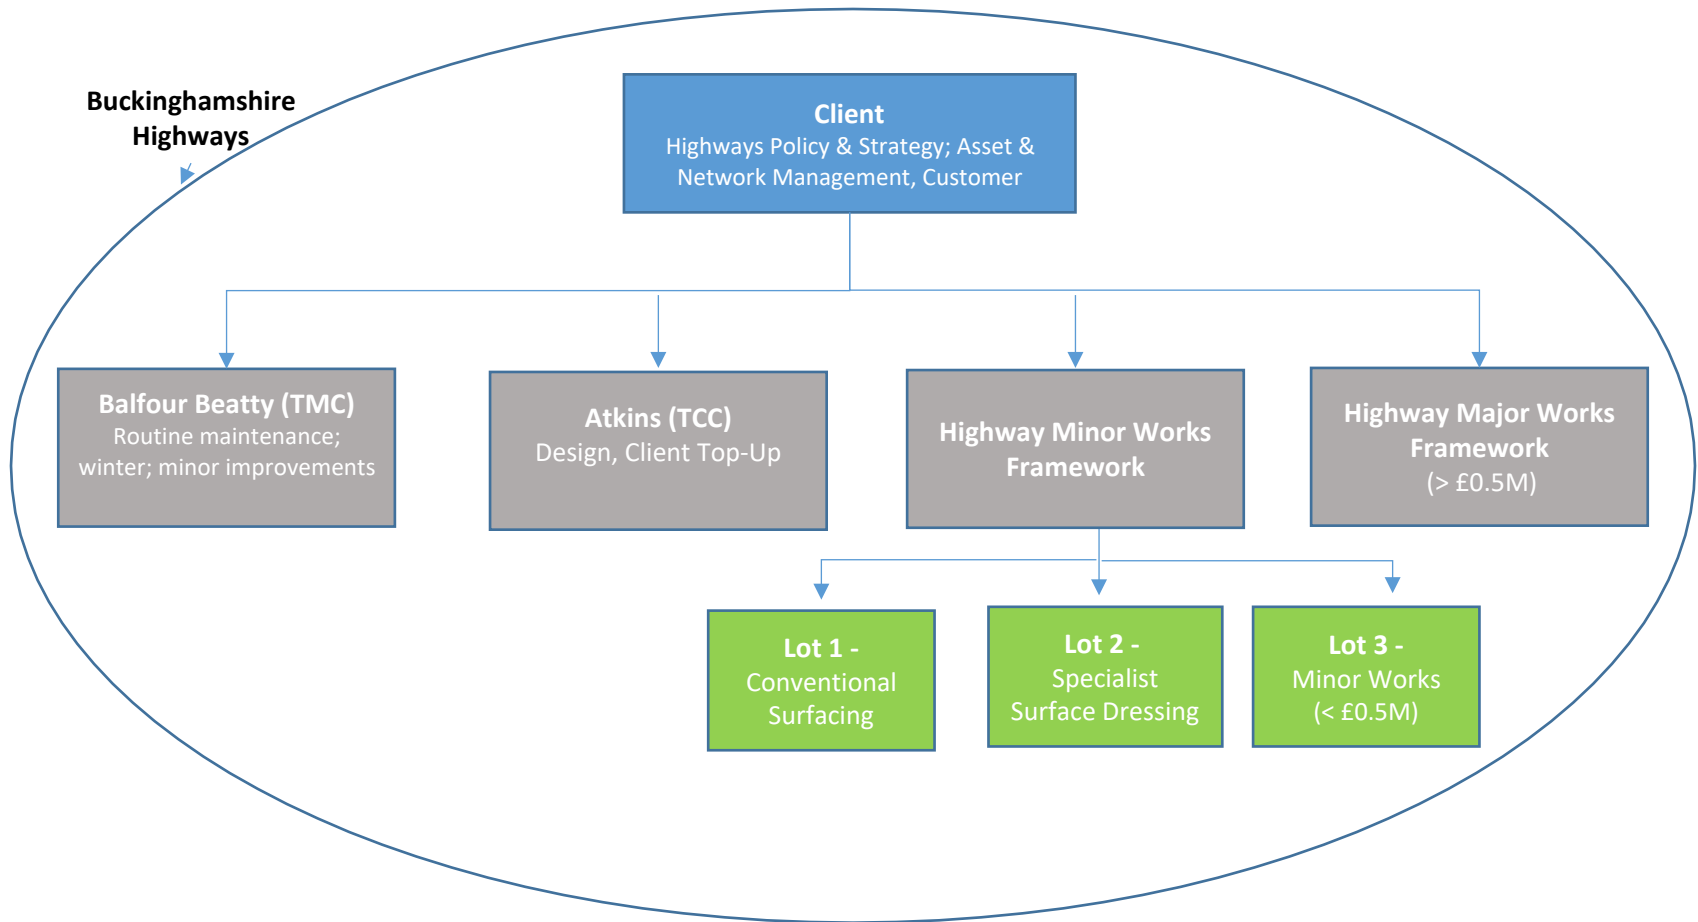 Buckinghamshire
Highways
Client
Highways Policy & Strategy; Asset &
Network Management, Customer
Balfour Beatty (TMC)
Routine maintenance;
winter; minor improvements
Atkins (TCC)
Design, Client Top-Up
Highway Minor Works
Framework
Highway Major Works
Framework
(> £0.5M)
Lot 1 -
Conventional
Surfacing
Lot 2 -
Specialist
Surface Dressing
Lot 3 -
Minor Works
(< £0.5M)